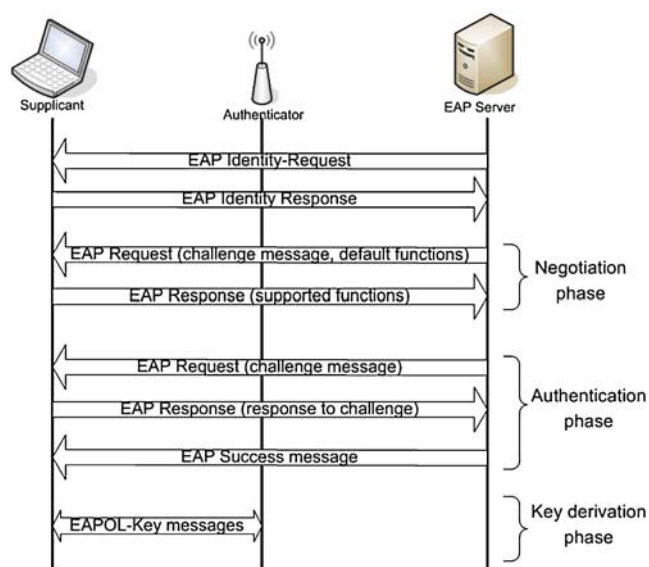 Supplicant
Authenticator
EAP Server
EAP Identity-Request
EAP Identity Response
EAP Request (challenge message, default functions)
EAP Response (supported functions)
Negotiation
phase
EAP Request (challenge message)
EAP Response (response to challenge)
EAP Success message
Authentication
phase
EAPOL-Key messages
Key derivation
phase